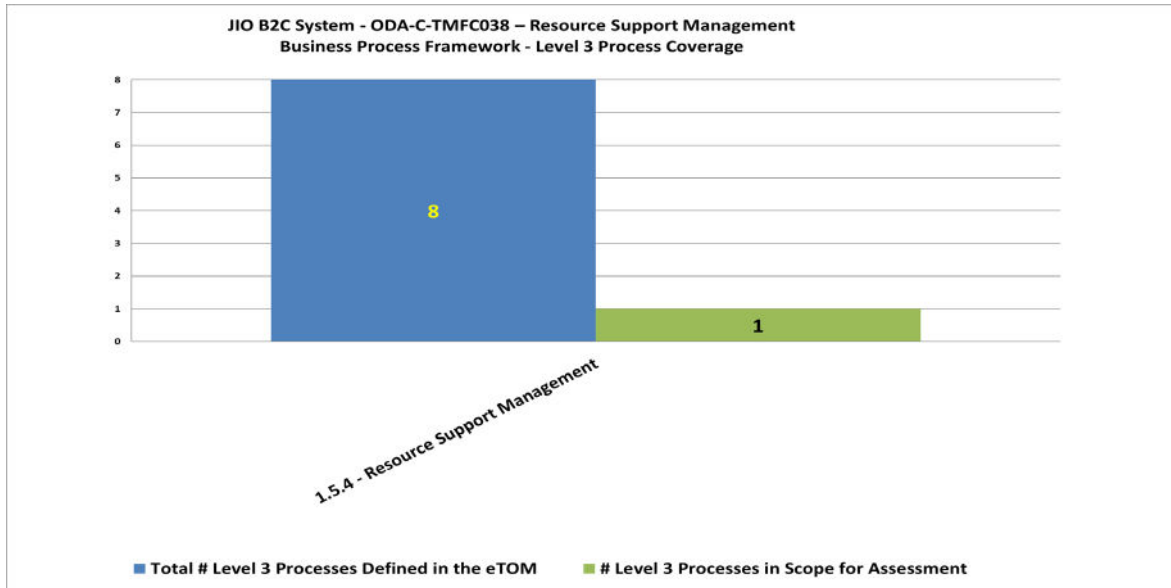 JIO B2C System - ODA-C-TMFC038 – Resource Support Management
Business Process Framework - Level 3 Process Coverage
8
7
6
5
4
3
2
1
0
8
1
1.5.4 - Resource Support Management
Total # Level 3 Processes Defined in the eTOM
# Level 3 Processes in Scope for Assessment